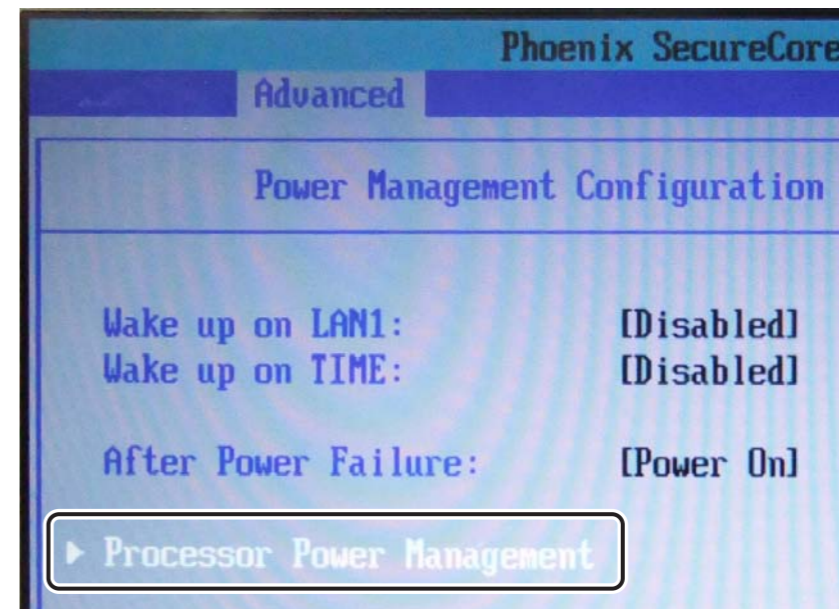 Phoenix SecureCore
Advanced
Power Management Configuration
Wake up on LAN1: [Disabled]
Wake up on TIME: [Disabled]
After Power Failure: [Power On]
▶ Processor Power Management